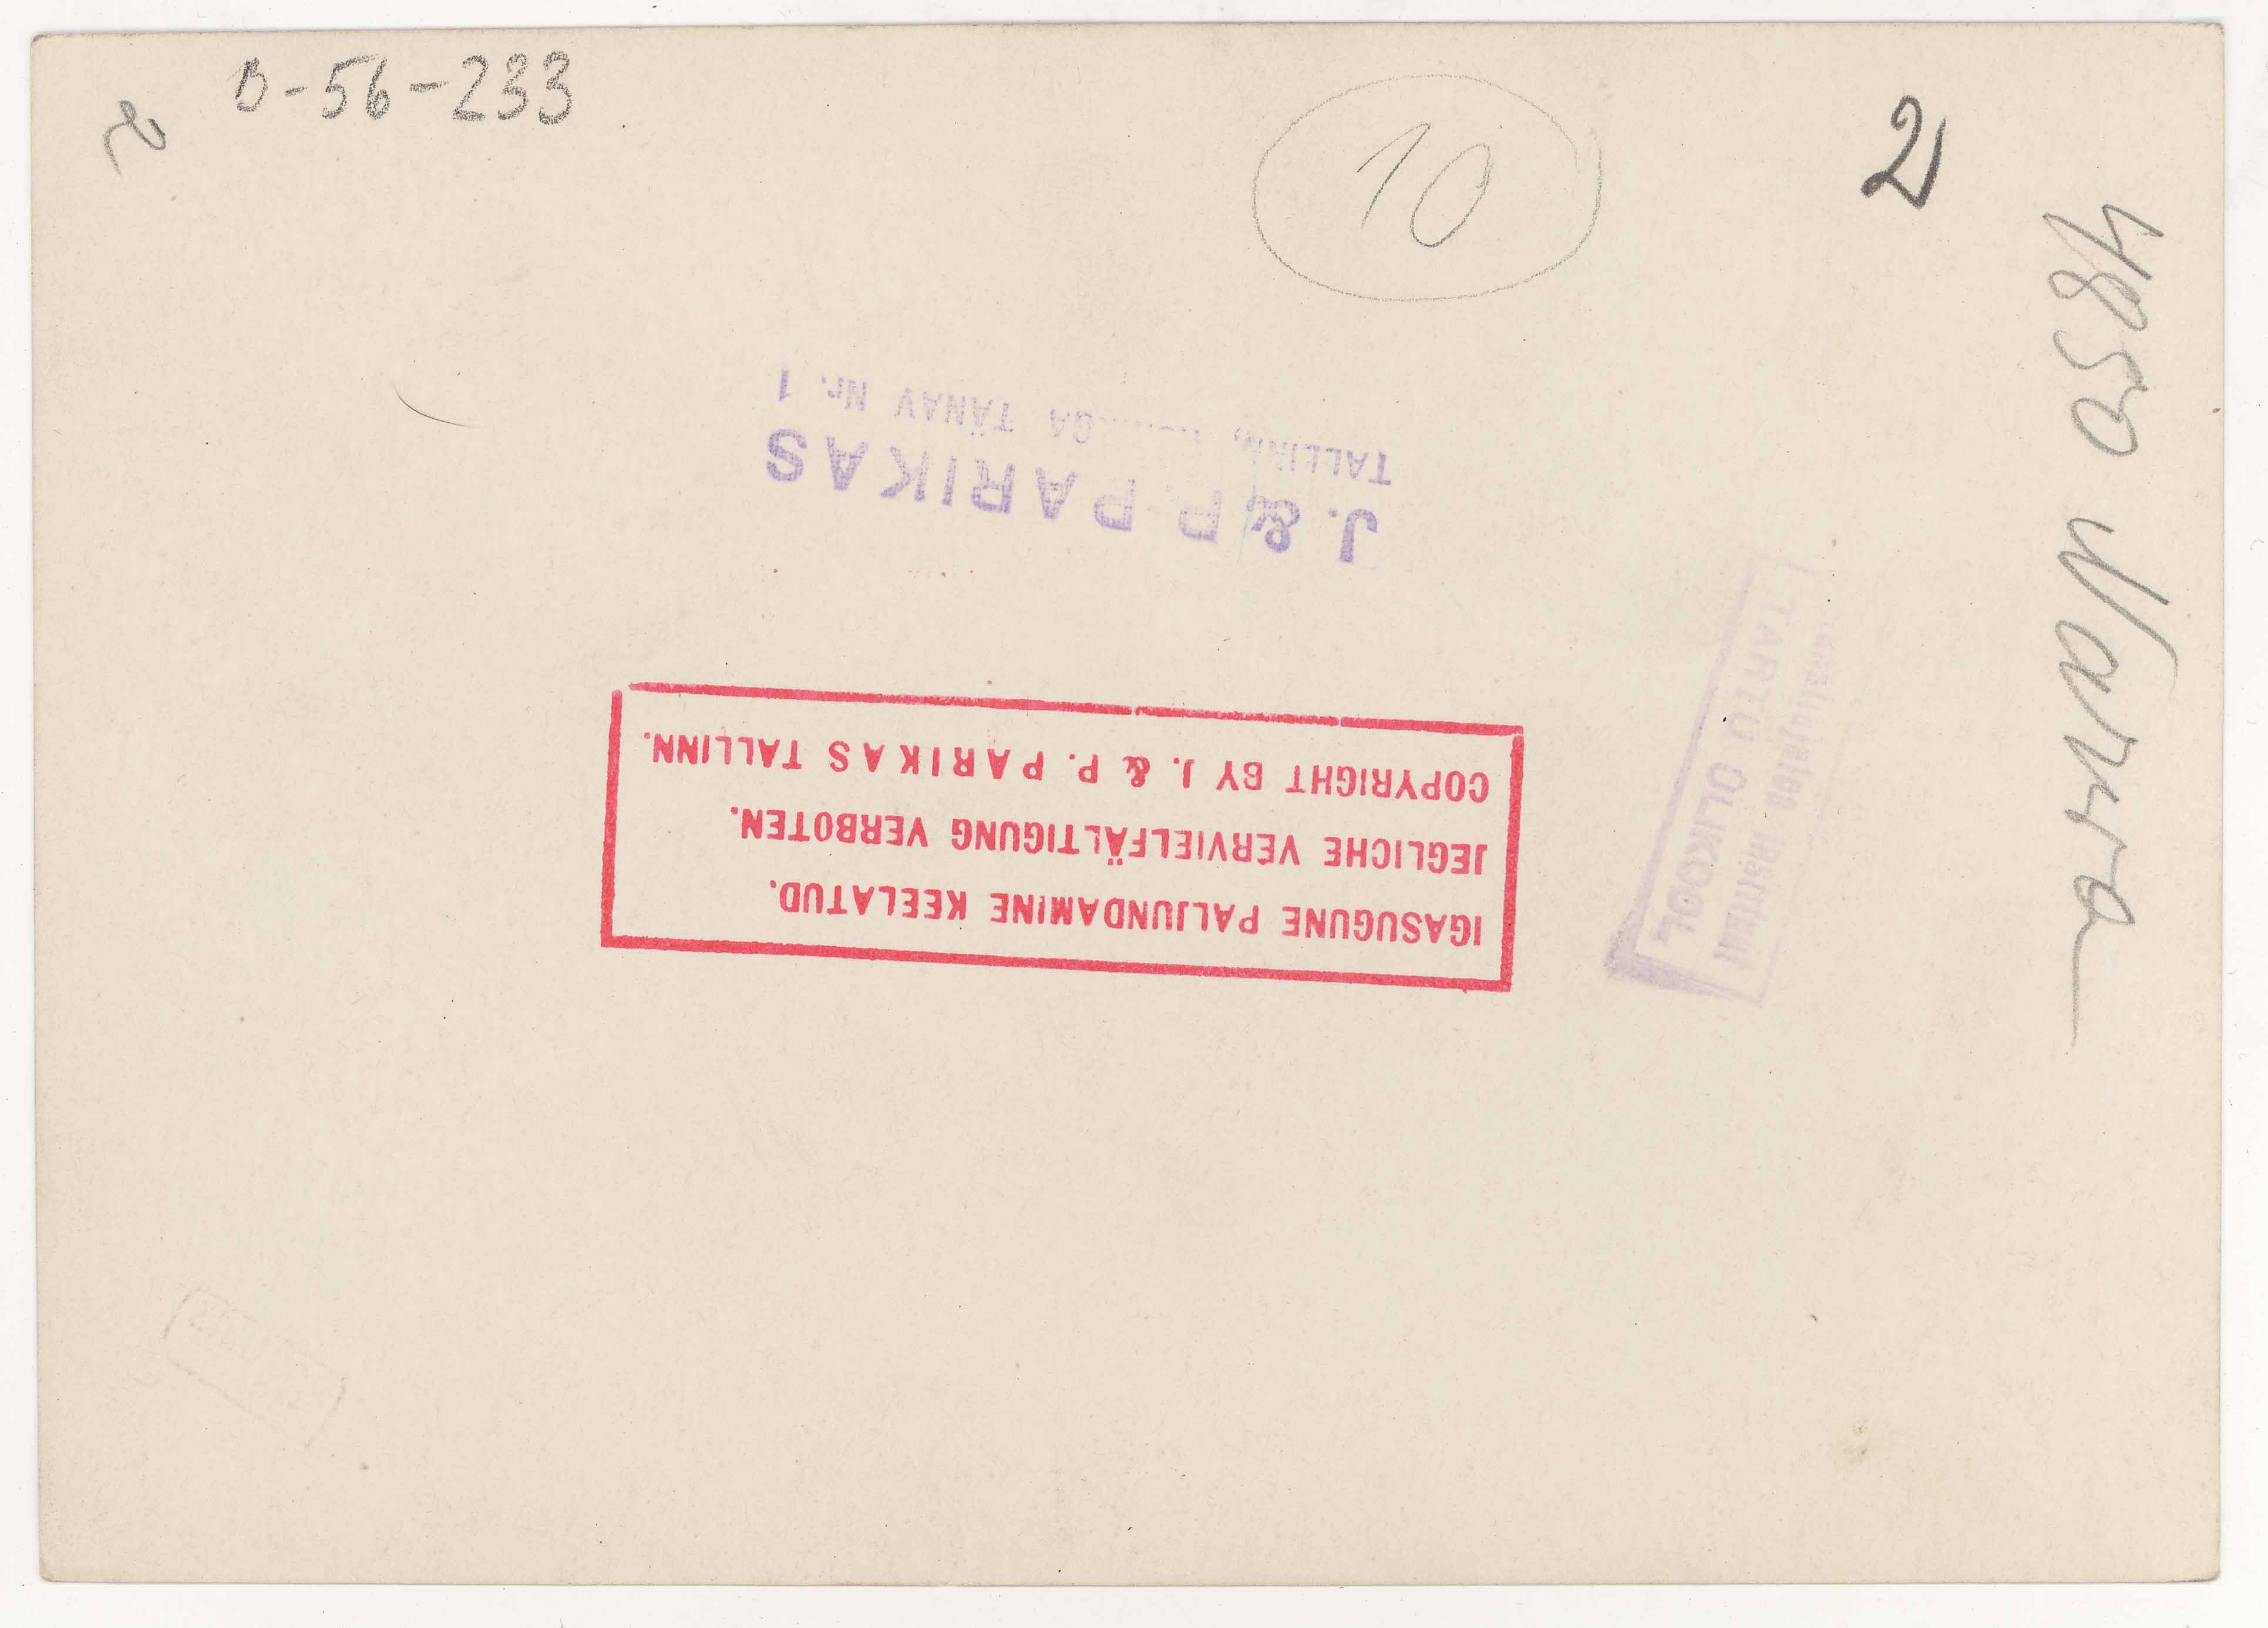 B-56-233
10
2
4850 Narva
J. & P. PARIKAS
TALLINN, TÄNAV Nr. 1
IGASUGUNE PALJUNDAMINE KEELATUD.
JEGLICHE VERVIELFÄLTIGUNG VERBOTEN.
COPYRIGHT BY J. & P. PARIKAS TALLINN.
TARTU ÜLIKOOL